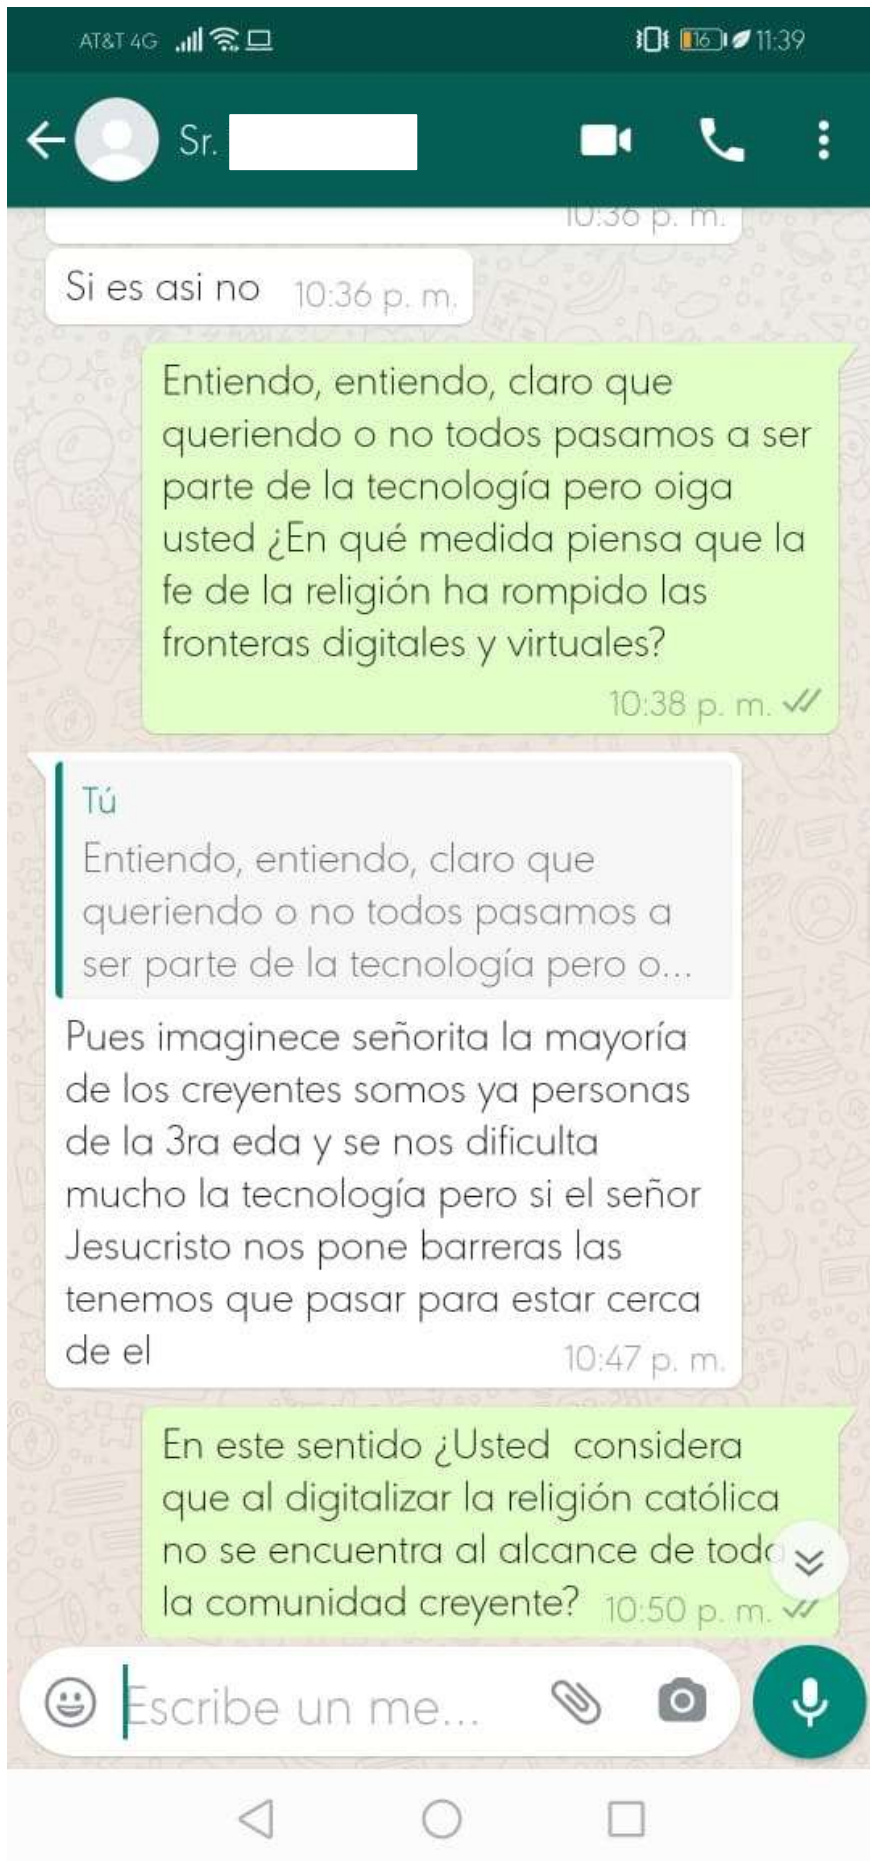 AT&T 4G 16 11:39
Sr.
10:36 p. m.
Si es asi no 10:36 p. m.
Entiendo, entiendo, claro que
queriendo o no todos pasamos a ser
parte de la tecnología pero oiga
usted ¿En qué medida piensa que la
fe de la religión ha rompido las
fronteras digitales y virtuales?
10:38 p. m.
Tú
Entiendo, entiendo, claro que
queriendo o no todos pasamos a
ser parte de la tecnología pero o...
Pues imaginece señorita la mayoría
de los creyentes somos ya personas
de la 3ra eda y se nos dificulta
mucho la tecnología pero si el señor
Jesucristo nos pone barreras las
tenemos que pasar para estar cerca
de el 10:47 p. m.
En este sentido ¿Usted considera
que al digitalizar la religión católica
no se encuentra al alcance de toda
la comunidad creyente? 10:50 p. m.
Escribe un me...